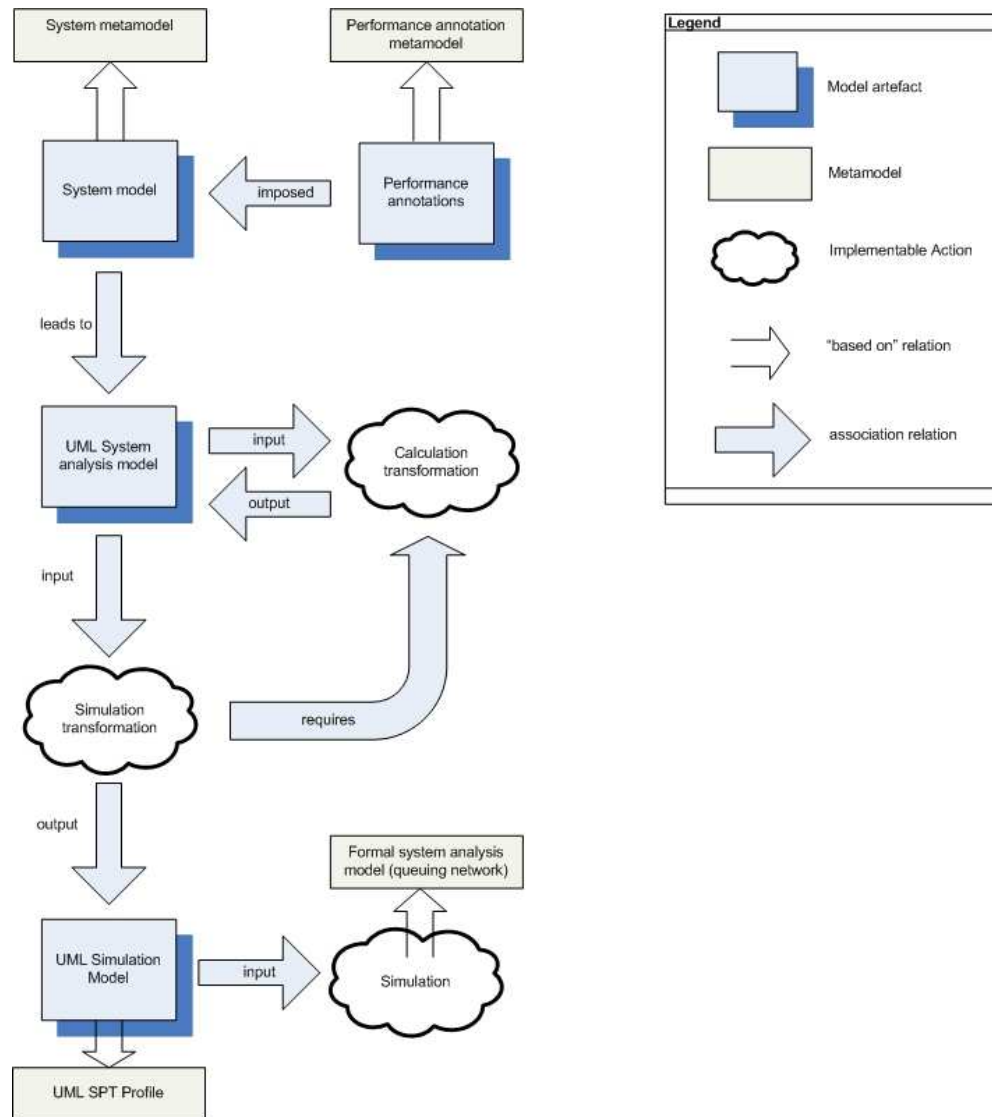 System metamodel
Performance annotation
metamodel
System model
imposed
Performance
annotations
leads to
UML System
analysis model
input
output
Calculation
transformation
input
Simulation
transformation
requires
output
Formal system analysis
model (queuing network)
UML Simulation
Model
input
Simulation
UML SPT Profile
Legend
Model artefact
Metamodel
Implementable Action
"based on" relation
association relation